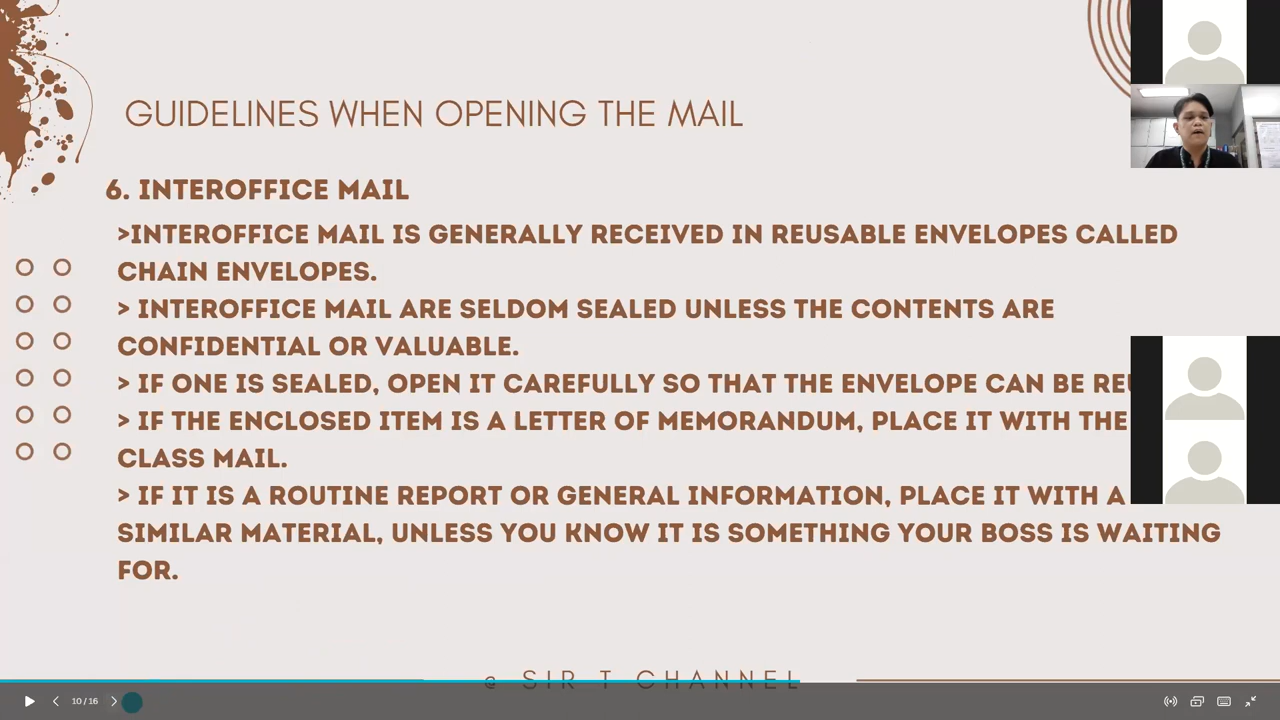 GUIDELINES WHEN OPENING THE MAIL
6. INTEROFFICE MAIL
>INTEROFFICE MAIL IS GENERALLY RECEIVED IN REUSABLE ENVELOPES CALLED
CHAIN ENVELOPES.
> INTEROFFICE MAIL ARE SELDOM SEALED UNLESS THE CONTENTS ARE
CONFIDENTIAL OR VALUABLE.
> IF ONE IS SEALED, OPEN IT CAREFULLY SO THAT THE ENVELOPE CAN BE
> IF THE ENCLOSED ITEM IS A LETTER OF MEMORANDUM, PLACE IT WITH THE
CLASS MAIL.
> IF IT IS A ROUTINE REPORT OR GENERAL INFORMATION, PLACE IT WITH A
SIMILAR MATERIAL, UNLESS YOU KNOW IT IS SOMETHING YOUR BOSS IS WAITING
FOR.
@ SIR T CHANNEL
10 / 16